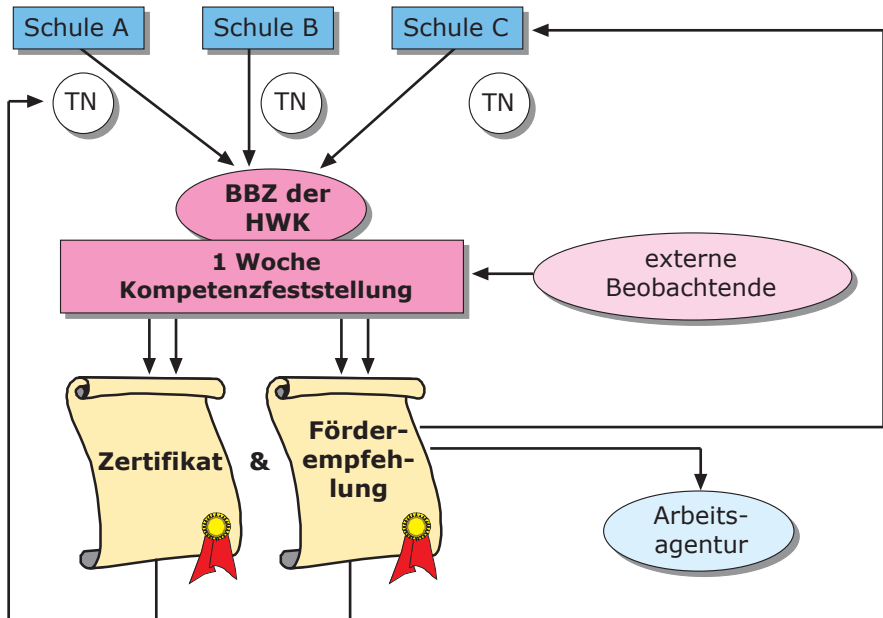 Schule A
Schule B
Schule C
TN
TN
TN
BBZ der
HWK
1 Woche
Kompetenzfeststellung
externe
Beobachtende
Zertifikat
&
Förder-
empfeh-
lung
Arbeits-
agentur